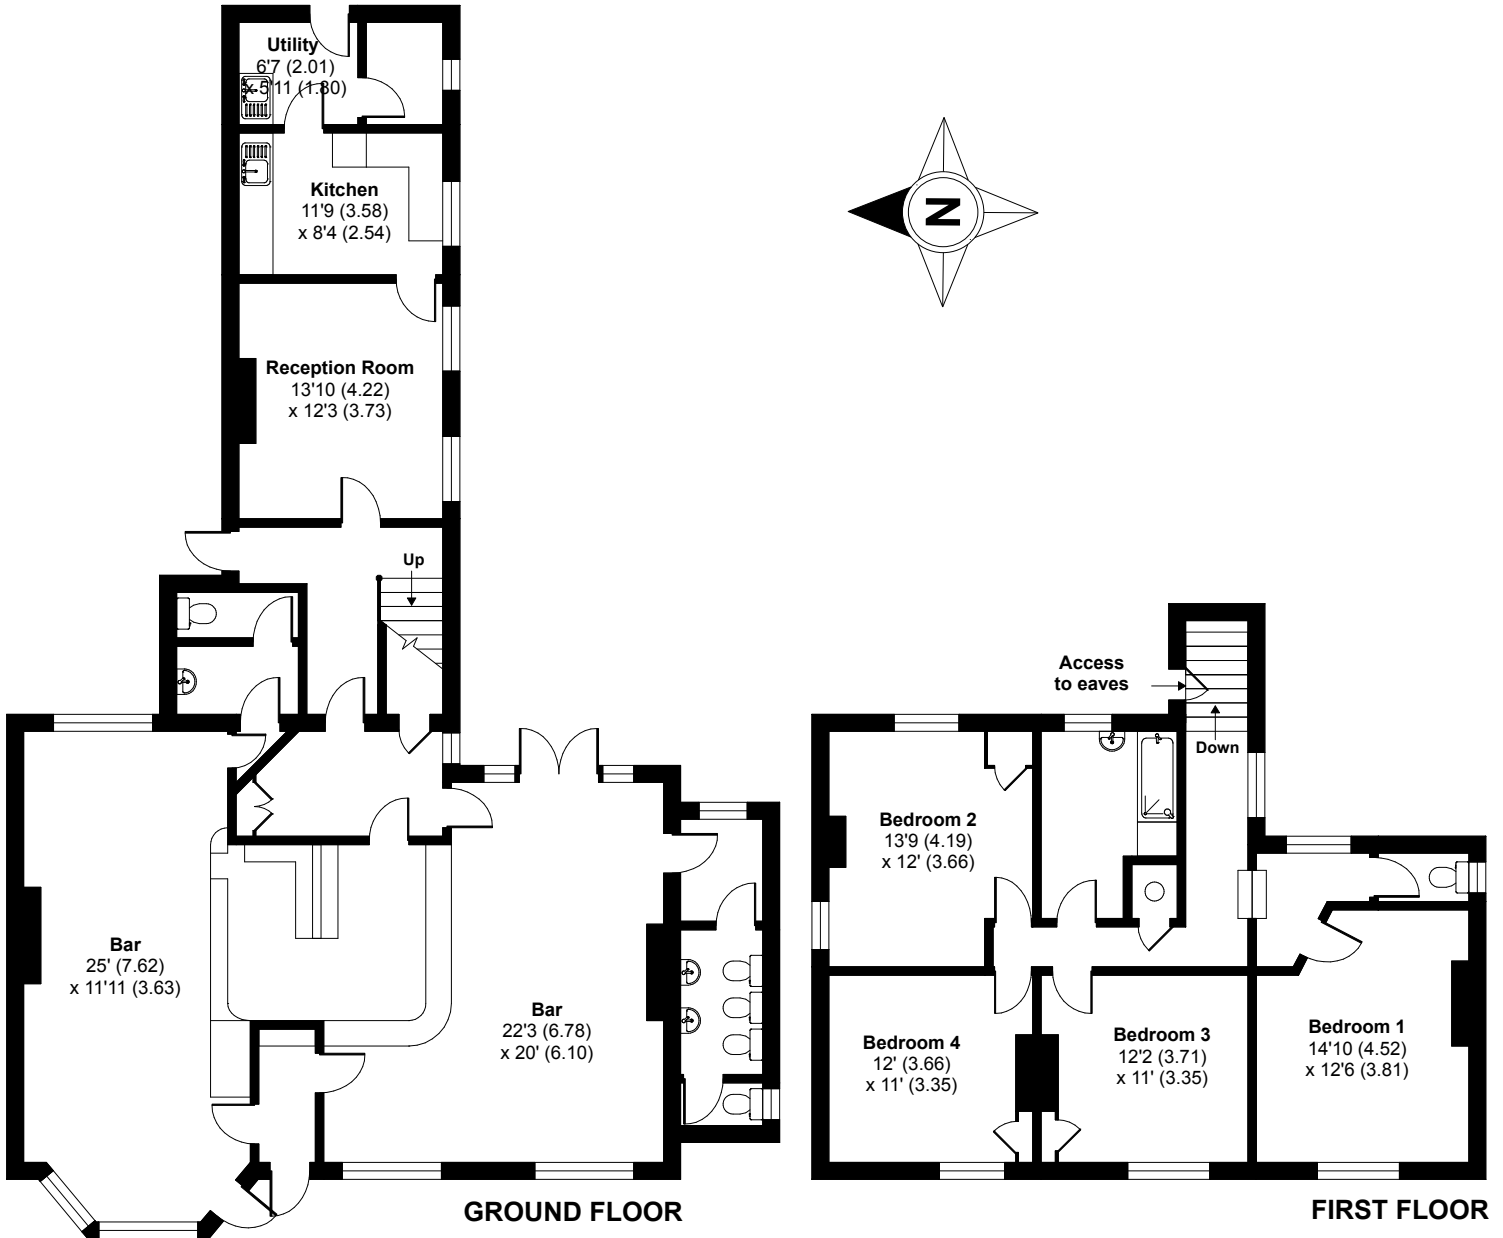 Utility
6'7 (2.01)
x 5'11 (1.80)
Kitchen
11'9 (3.58)
x 8'4 (2.54)
N
Reception Room
13'10 (4.22)
x 12'3 (3.73)
Up
Access
to eaves
Down
Bedroom 2
13'9 (4.19)
x 12' (3.66)
Bar
25' (7.62)
x 11'11 (3.63)
Bar
22'3 (6.78)
x 20' (6.10)
Bedroom 4
12' (3.66)
x 11' (3.35)
Bedroom 3
12'2 (3.71)
x 11' (3.35)
Bedroom 1
14'10 (4.52)
x 12'6 (3.81)
GROUND FLOOR
FIRST FLOOR